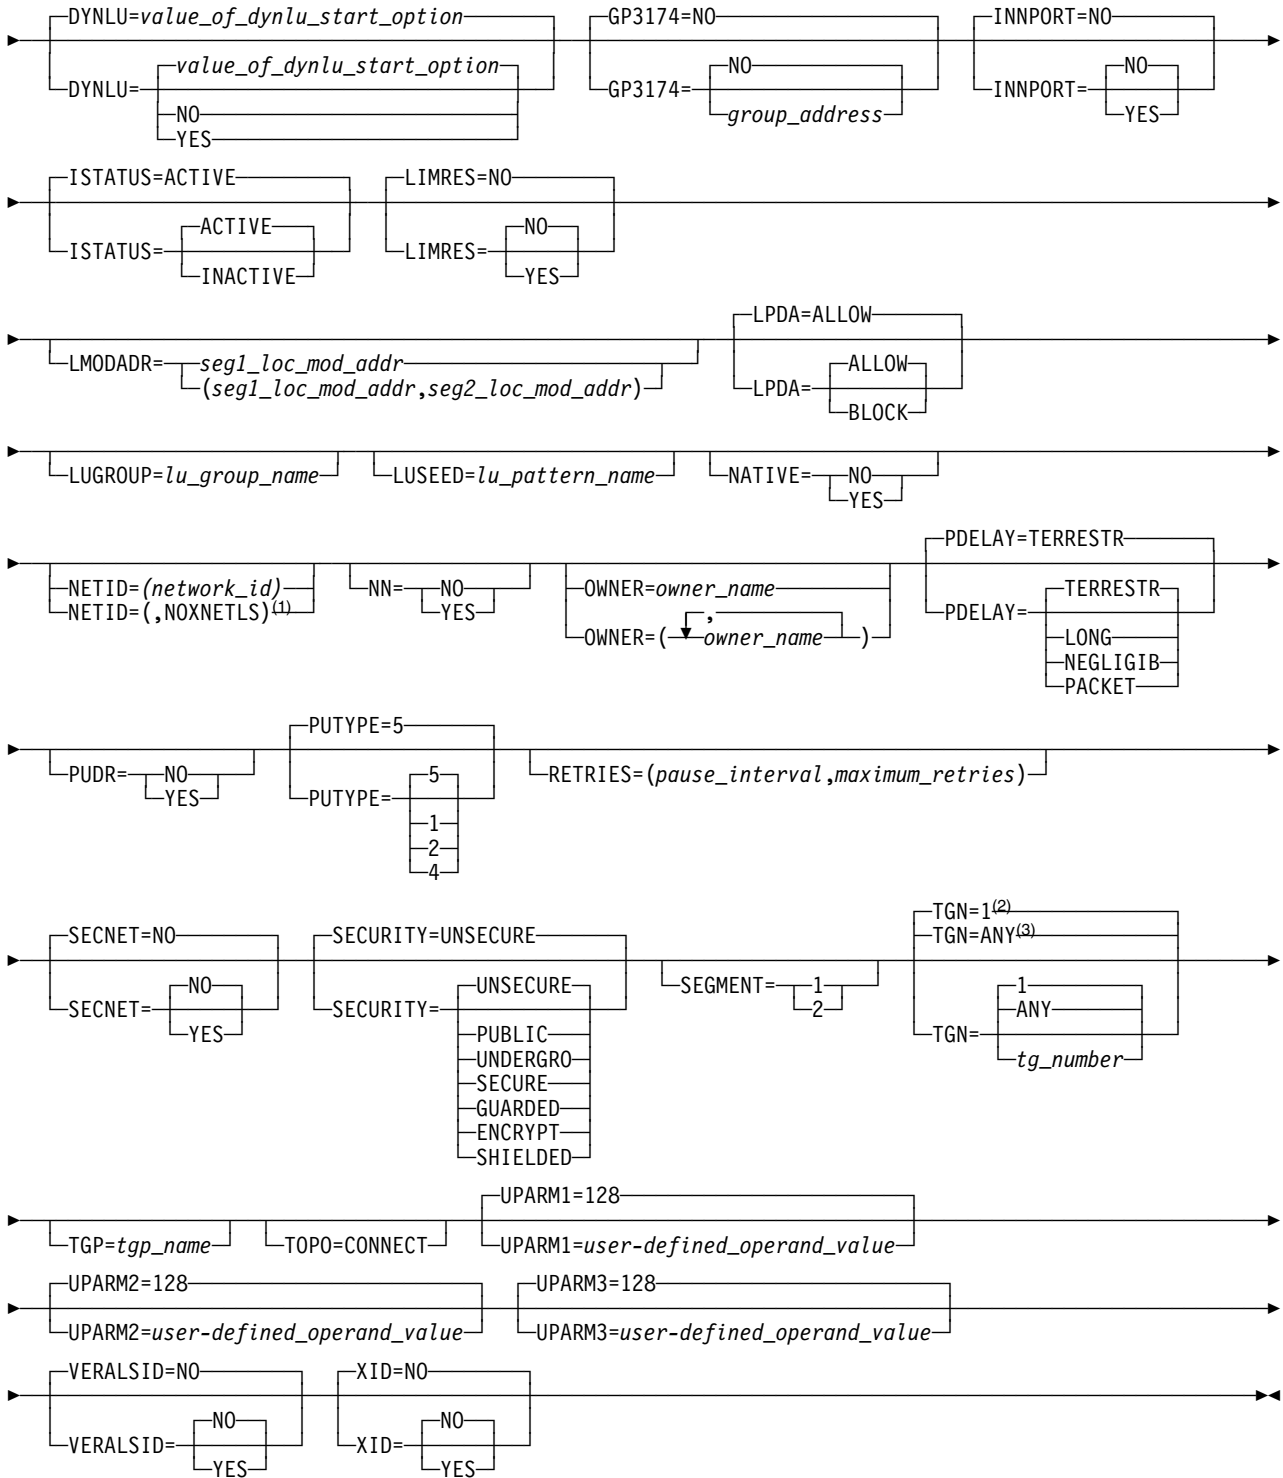 DYNLU=value_of_dynlu_start_option GP3174=NO INNPORT=NO
value_of_dynlu_start_option NO NO
DYNLU= GP3174= INNPORT=
NO group_address YES
YES
ISTATUS=ACTIVE LIMRES=NO
ACTIVE NO
ISTATUS= LIMRES=
INACTIVE YES
LPDA=ALLOW
LMODADR= seg1_loc_mod_addr ALLOW
(seg1_loc_mod_addr,seg2_loc_mod_addr) LPDA=
BLOCK
LUGROUP=lu_group_name LUSEED=lu_pattern_name NATIVE= NO
YES
PDELAY=TERRESTR
NETID=(network_id) NN= NO OWNER=owner_name TERRESTR
NETID=(,NOXNETLS)(1) YES , PDELAY=
OWNER=( owner_name ) LONG
NEGLIGIB
PACKET
PUTYPE=5
PUDR= NO 5 RETRIES=(pause_interval,maximum_retries)
YES PUTYPE=
1
2
4
TGN=1(2)
SECNET=NO SECURITY=UNSECURE TGN=ANY(3)
NO UNSECURE SEGMENT= 1 1
SECNET= SECURITY= 2 ANY
YES PUBLIC TGN=
UNDERGRO tg_number
SECURE
GUARDED
ENCRYPT
SHIELDED
UPARM1=128
TGP=tgp_name TOPO=CONNECT UPARM1=user-defined_operand_value
UPARM2=128 UPARM3=128
UPARM2=user-defined_operand_value UPARM3=user-defined_operand_value
VERALSID=NO XID=NO
NO NO
VERALSID= XID=
YES YES